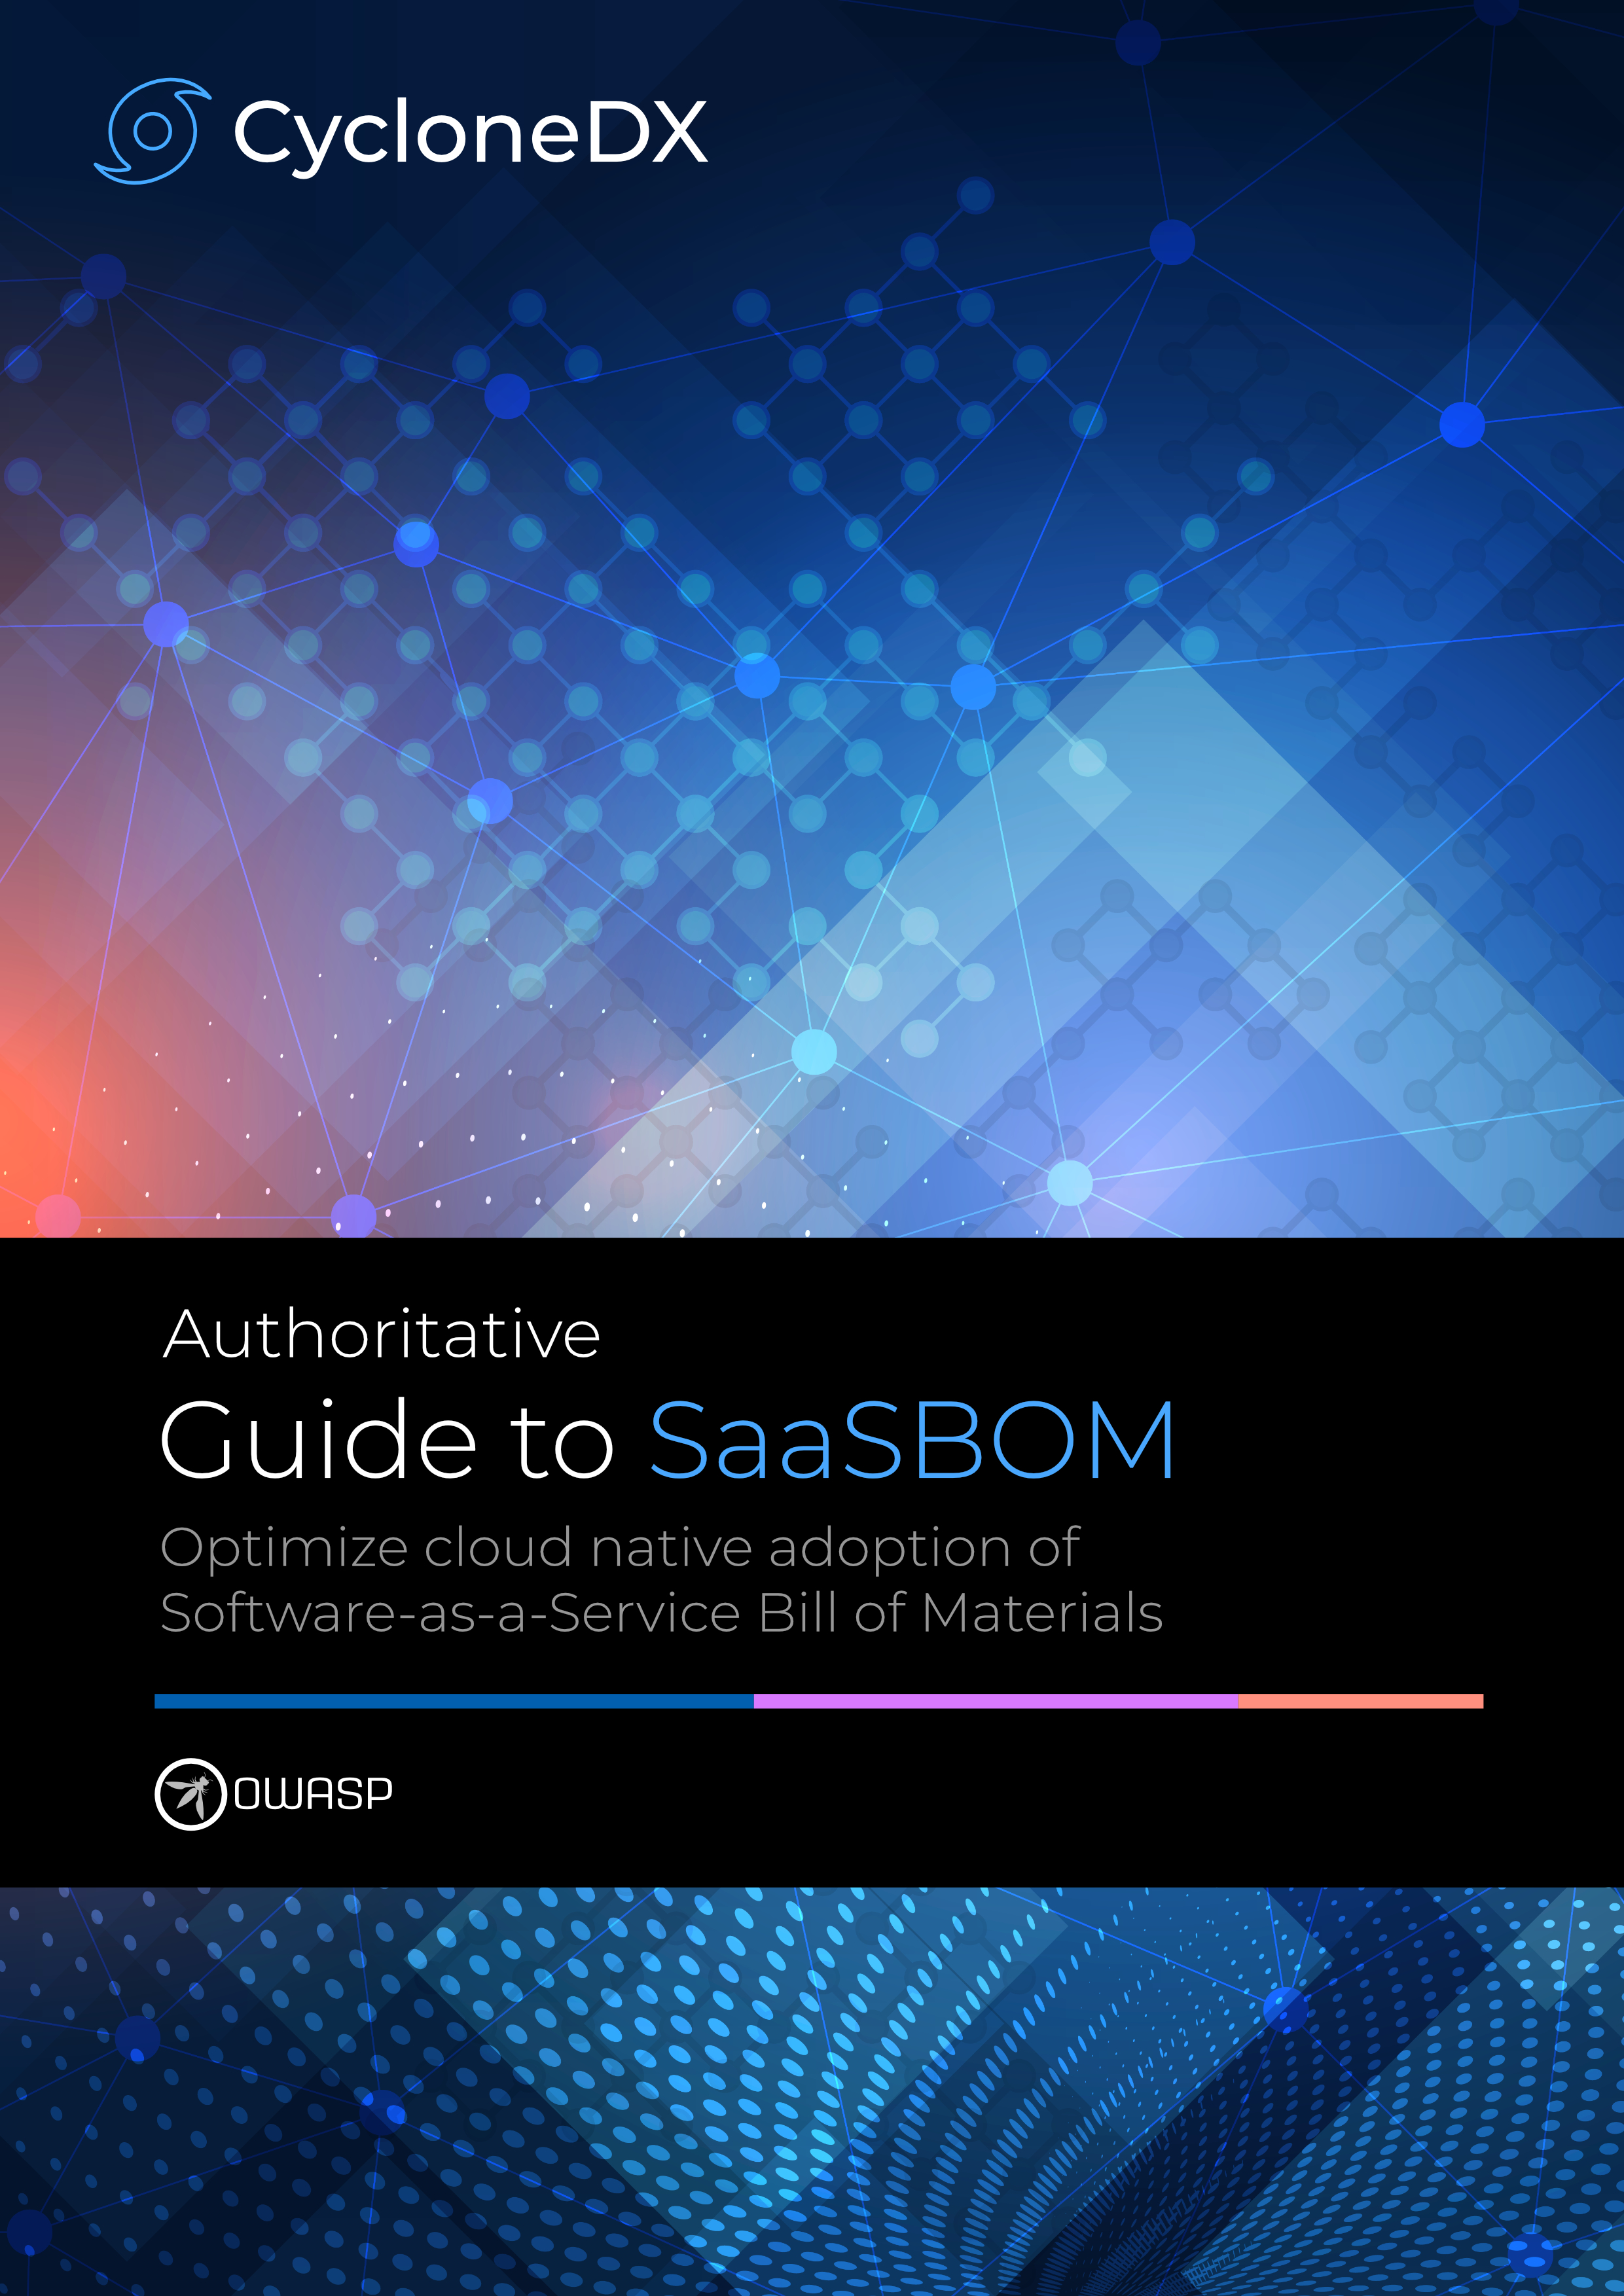 CycloneDX
Authoritative
Guide to SaaSBOM
Optimize cloud native adoption of
Software-as-a-Service Bill of Materials
OWASP